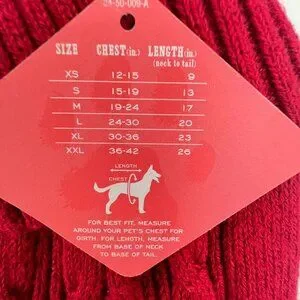 SIZE CHEST(in.) LENGTH(in.)
(neck to tail)
XS 12-15 9
S 15-19 13
M 19-24 17
L 24-30 20
XL 30-36 23
XXL 36-42 26
LENGTH
CHEST
FOR BEST FIT, MEASURE
AROUND YOUR PET'S CHEST FOR
GIRTH. FOR LENGTH, MEASURE
FROM BASE OF NECK
TO BASE OF TAIL.